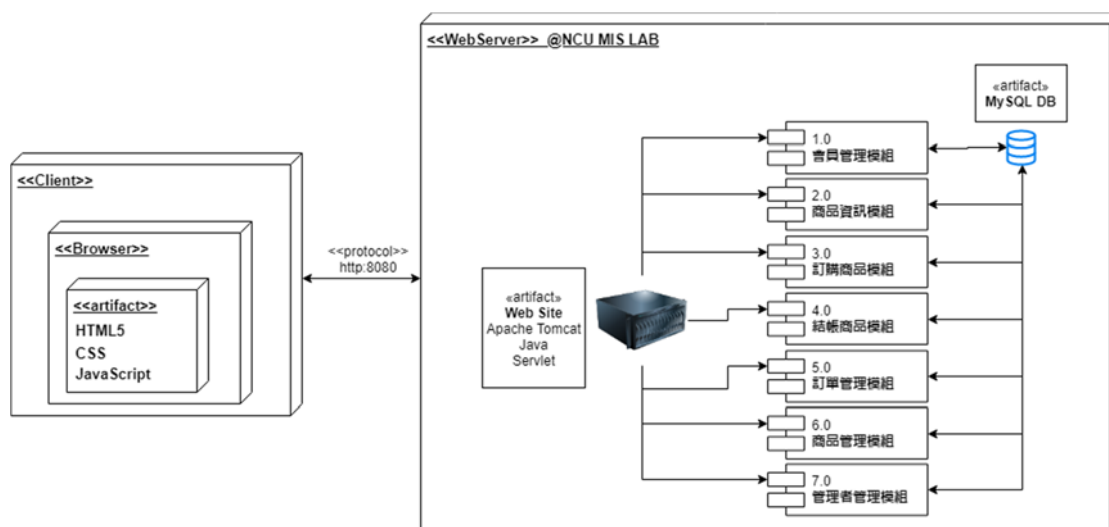 <<WebServer>> @NCU MIS LAB
«artifact»
MySQL DB
<<Client>>
<<Browser>>
<<artifact>>
HTML5
CSS
JavaScript
<<protocol>>
http:8080
«artifact»
Web Site
Apache Tomcat
Java
Servlet
1.0
會員管理模組
2.0
商品資訊模組
3.0
訂購商品模組
4.0
結帳商品模組
5.0
訂單管理模組
6.0
商品管理模組
7.0
管理者管理模組